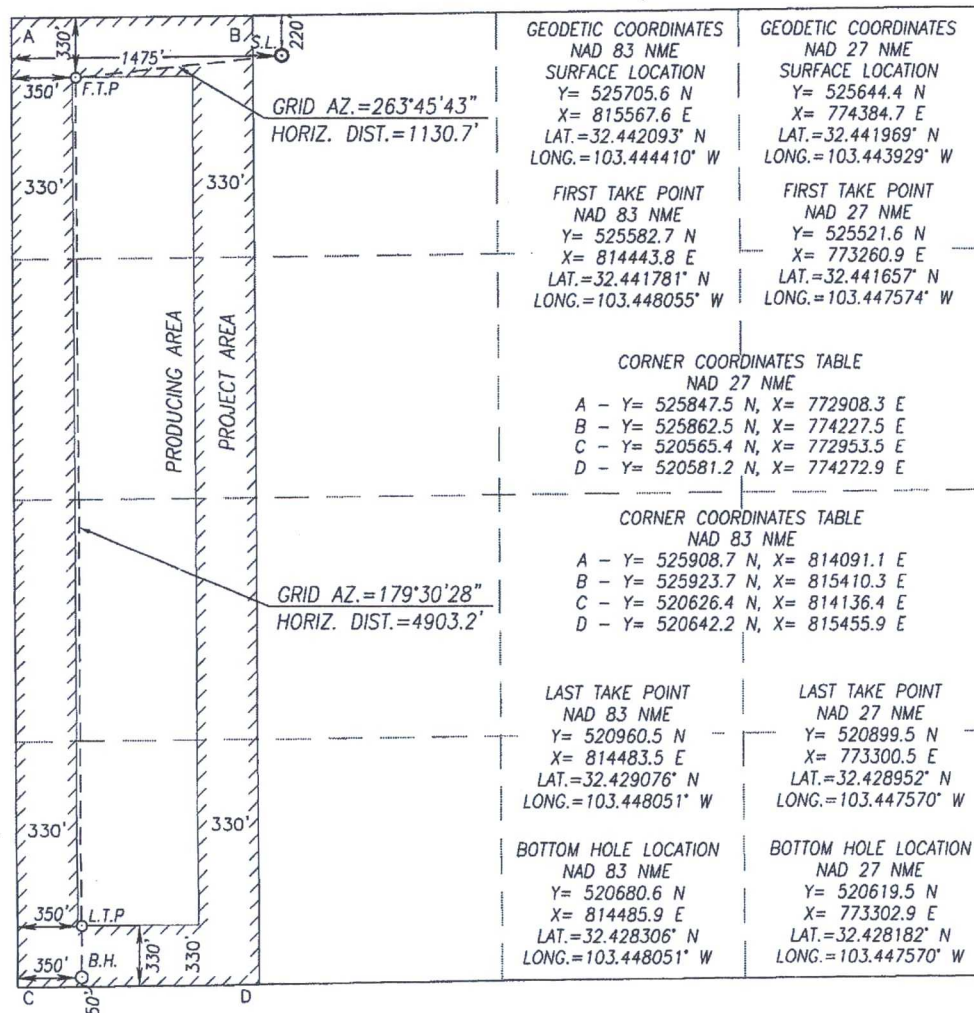 A
330'
B
S.L.
220'
1475'
350'
F.T.P
GRID AZ.=263°45'43"
HORIZ. DIST.=1130.7'
330'
330'
PRODUCING AREA
PROJECT AREA
GRID AZ.=179°30'28"
HORIZ. DIST.=4903.2'
330'
330'
350'
L.T.P
330'
330'
350'
B.H.
C
50'
D
GEODETIC COORDINATES
NAD 83 NME
SURFACE LOCATION
Y= 525705.6 N
X= 815567.6 E
LAT.=32.442093° N
LONG.=103.444410° W
GEODETIC COORDINATES
NAD 27 NME
SURFACE LOCATION
Y= 525644.4 N
X= 774384.7 E
LAT.=32.441969° N
LONG.=103.443929° W
FIRST TAKE POINT
NAD 83 NME
Y= 525582.7 N
X= 814443.8 E
LAT.=32.441781° N
LONG.=103.448055° W
FIRST TAKE POINT
NAD 27 NME
Y= 525521.6 N
X= 773260.9 E
LAT.=32.441657° N
LONG.=103.447574° W
CORNER COORDINATES TABLE
NAD 27 NME
A - Y= 525847.5 N, X= 772908.3 E
B - Y= 525862.5 N, X= 774227.5 E
C - Y= 520565.4 N, X= 772953.5 E
D - Y= 520581.2 N, X= 774272.9 E
CORNER COORDINATES TABLE
NAD 83 NME
A - Y= 525908.7 N, X= 814091.1 E
B - Y= 525923.7 N, X= 815410.3 E
C - Y= 520626.4 N, X= 814136.4 E
D - Y= 520642.2 N, X= 815455.9 E
LAST TAKE POINT
NAD 83 NME
Y= 520960.5 N
X= 814483.5 E
LAT.=32.429076° N
LONG.=103.448051° W
LAST TAKE POINT
NAD 27 NME
Y= 520899.5 N
X= 773300.5 E
LAT.=32.428952° N
LONG.=103.447570° W
BOTTOM HOLE LOCATION
NAD 83 NME
Y= 520680.6 N
X= 814485.9 E
LAT.=32.428306° N
LONG.=103.448051° W
BOTTOM HOLE LOCATION
NAD 27 NME
Y= 520619.5 N
X= 773302.9 E
LAT.=32.428182° N
LONG.=103.447570° W